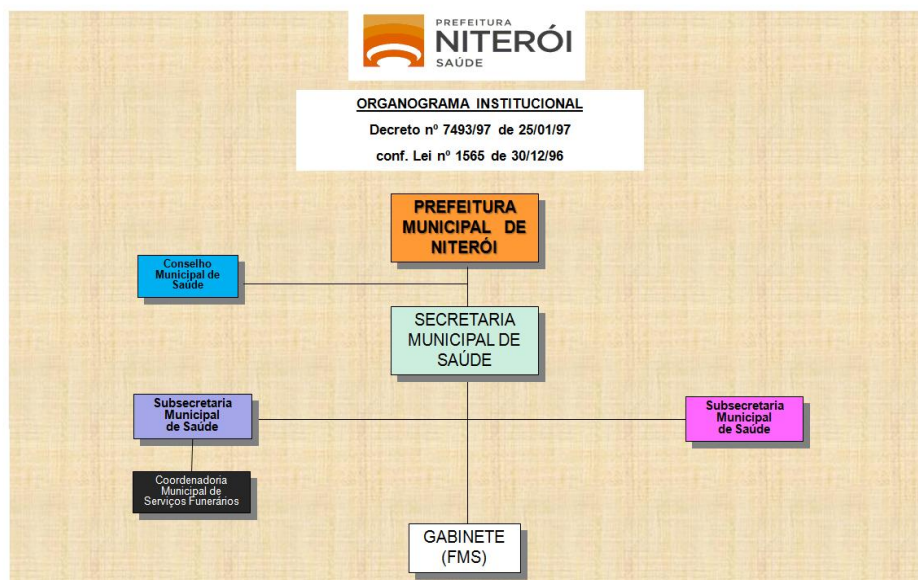 PREFEITURA
NITERÓI
SAÚDE
ORGANOGRAMA INSTITUCIONAL
Decreto nº 7493/97 de 25/01/97
conf. Lei nº 1565 de 30/12/96
PREFEITURA
MUNICIPAL DE
NITERÓI
Conselho
Municipal de
Saúde
SECRETARIA
MUNICIPAL DE
SAÚDE
Subsecretaria
Municipal
de Saúde
Subsecretaria
Municipal
de Saúde
Coordenadoria
Municipal de
Serviços Funerários
GABINETE
(FMS)